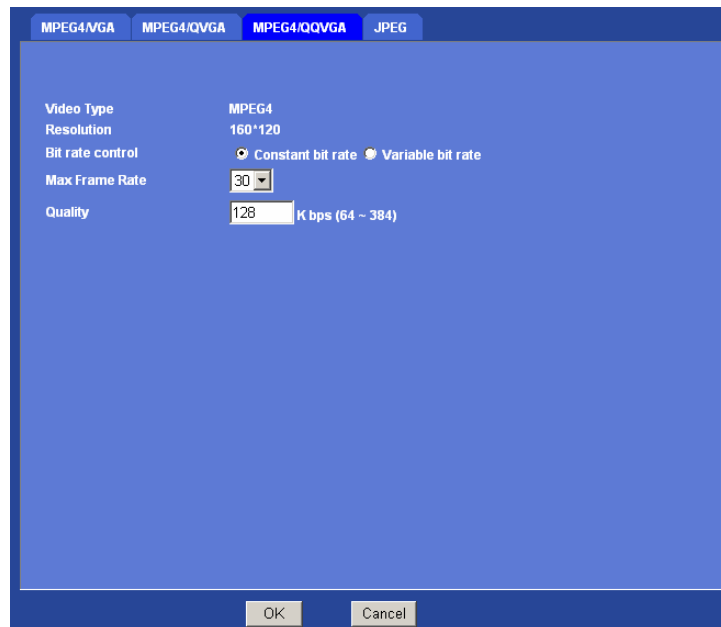 MPEG4/VGA MPEG4/QVGA MPEG4/QQVGA JPEG
Video Type MPEG4
Resolution 160*120
Bit rate control Constant bit rate Variable bit rate
Max Frame Rate 30
Quality 128 K bps (64 ~ 384)
OK Cancel